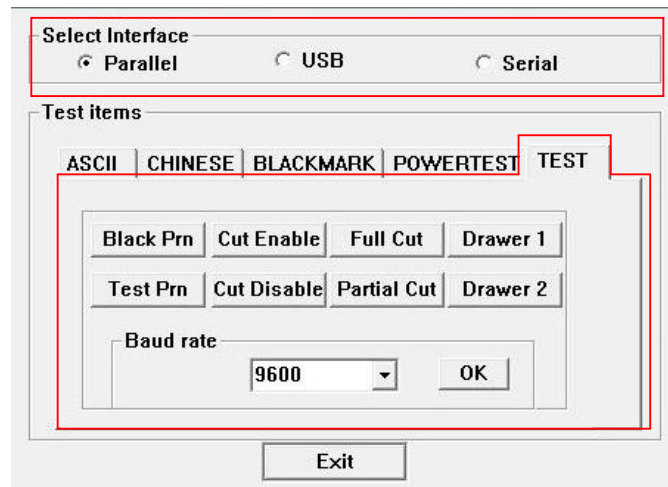 Select Interface
Parallel USB Serial
Test items
ASCII CHINESE BLACKMARK POWERTEST TEST
Black Prn Cut Enable Full Cut Drawer 1
Test Prn Cut Disable Partial Cut Drawer 2
Baud rate
9600 OK
Exit